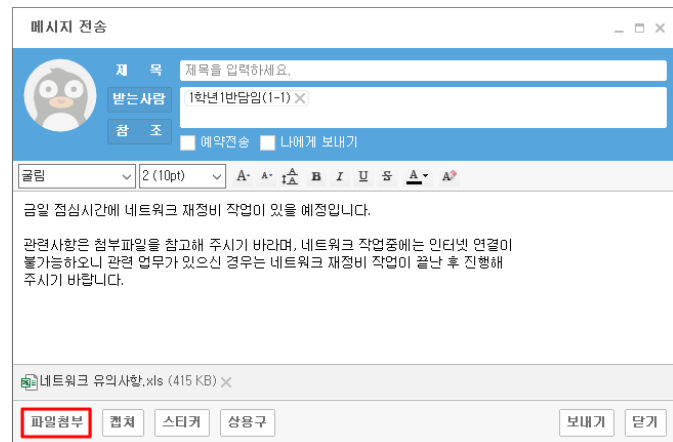 메시지 전송
제 목 제목을 입력하세요.
받는사람 1학년1반담임(1-1)
참 조
예약전송 나에게 보내기
굴림 2 (10pt) A A A B I U S A A
금일 점심시간에 네트워크 재정비 작업이 있을 예정입니다.
관련사항은 첨부파일을 참고해 주시기 바라며, 네트워크 작업중에는 인터넷 연결이
불가능하오니 관련 업무가 있으신 경우는 네트워크 재정비 작업이 끝난 후 진행해
주시기 바랍니다.
네트워크 유의사항.xls (415 KB)
파일첨부 캡쳐 스티커 상용구 보내기 닫기